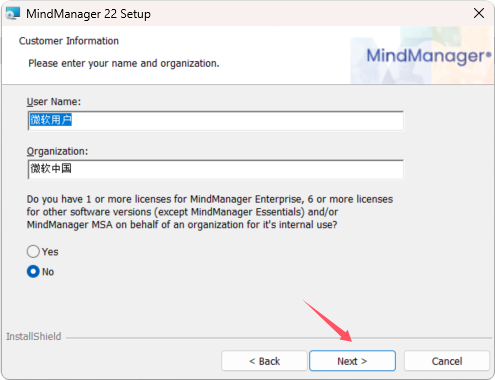 MindManager 22 Setup
Customer Information
Please enter your name and organization.
MindManager®
User Name:
微软用户
Organization:
微软中国
Do you have 1 or more licenses for MindManager Enterprise, 6 or more licenses
for other software versions (except MindManager Essentials) and/or
MindManager MSA on behalf of an organization for it's internal use?
Yes
No
InstallShield
< Back
Next >
Cancel